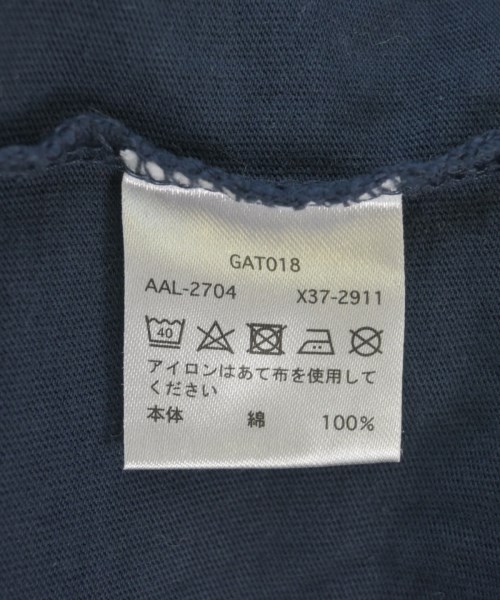 GAT018
AAL-2704 X37-2911
40
アイロンはあて布を使用して
ください
本体 綿 100%